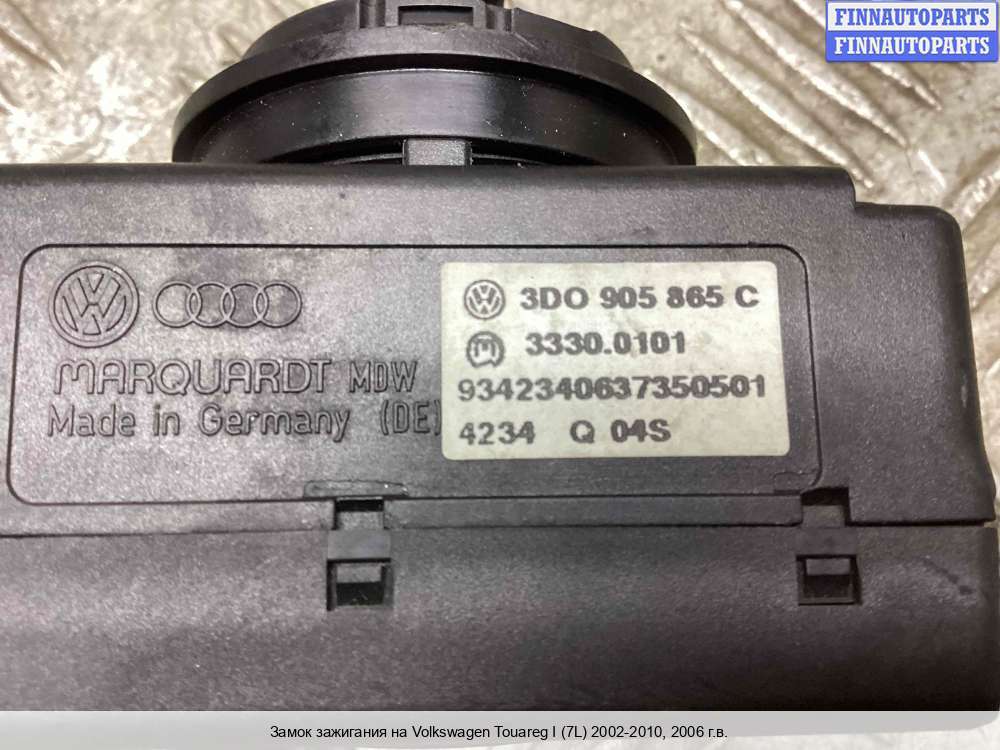 FINNAUTOPARTS
FINNAUTOPARTS
MARQUARDT MDW
Made in Germany (DE)
3DO 905 865 C
3330.0101
9342340637350501
4234 Q 04S
Замок зажигания на Volkswagen Touareg I (7L) 2002-2010, 2006 г.в.